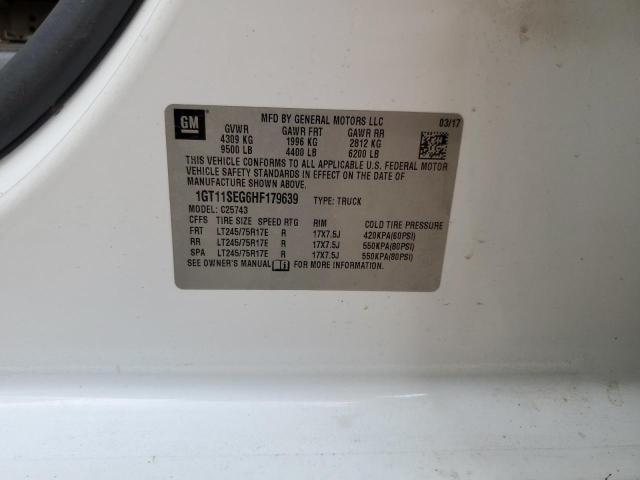 GM
MFD BY GENERAL MOTORS LLC 03/17
GVWR GAWR FRT GAWR RR
4309 KG 1996 KG 2812 KG
9500 LB 4400 LB 6200 LB
THIS VEHICLE CONFORMS TO ALL APPLICABLE U.S. FEDERAL MOTOR
VEHICLE SAFETY STANDARDS IN EFFECT ON THE DATE OF
MANUFACTURE SHOWN ABOVE.
1GT11SEG6HF179639 TYPE: TRUCK
MODEL: C25743
CFFS TIRE SIZE SPEED RTG RIM COLD TIRE PRESSURE
FRT LT245/75R17E R 17X7.5J 420KPA(60PSI)
RR LT245/75R17E R 17X7.5J 550KPA(80PSI)
SPA LT245/75R17E R 17X7.5J 550KPA(80PSI)
SEE OWNER'S MANUAL FOR MORE INFORMATION.